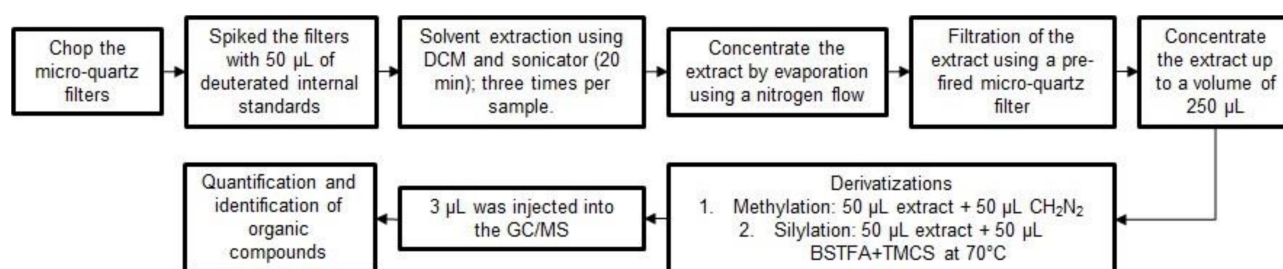 Chop the
micro-quartz
filters
Spiked the filters
with 50 µL of
deuterated internal
standards
Solvent extraction using
DCM and sonicator (20
min); three times per
sample.
Concentrate the
extract by evaporation
using a nitrogen flow
Filtration of the
extract using a pre-
fired micro-quartz
filter
Concentrate
the extract up
to a volume of
250 µL
Derivatizations
1. Methylation: 50 µL extract + 50 µL CH₂N₂
2. Silylation: 50 µL extract + 50 µL
BSTFA+TMCS at 70°C
3 µL was injected into
the GC/MS
Quantification and
identification of
organic
compounds